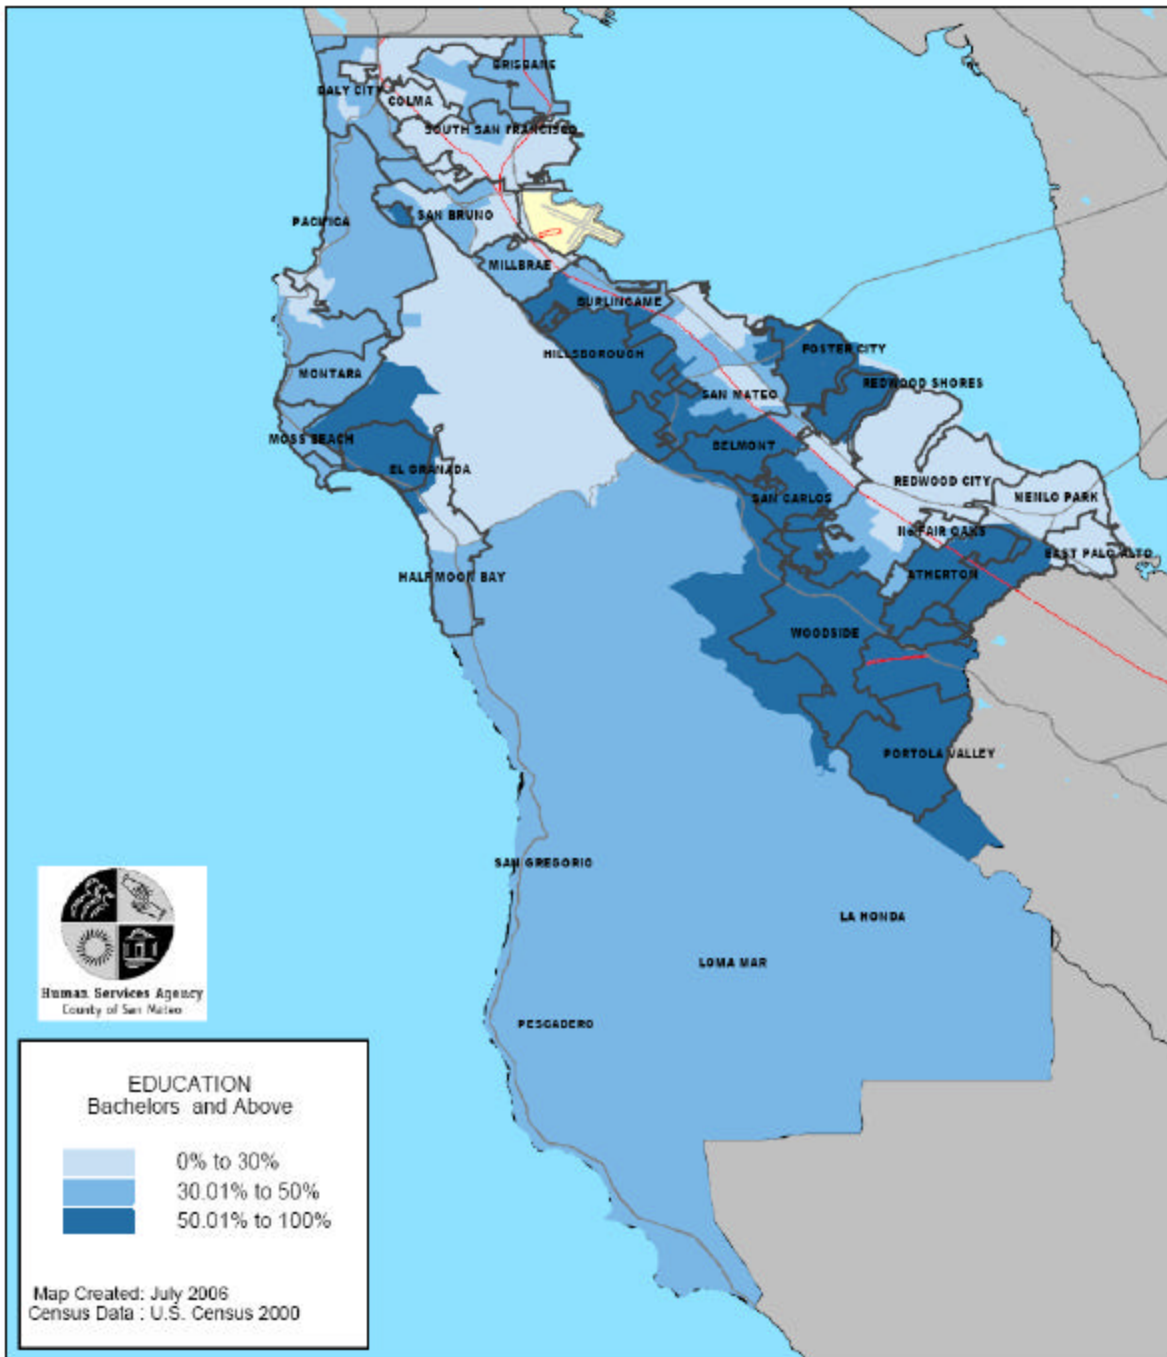 BRISBANE
DALY CITY
COLMA
SOUTH SAN FRANCISCO
PACIFICA
SAN BRUNO
MILLBRAE
BURLINGAME
HILLSBOROUGH
FOSTER CITY
REDWOOD SHORES
MONTARA
SAN MATEO
MOSS BEACH
BELMONT
EL GRANADA
REDWOOD CITY
SAN CARLOS
MENLO PARK
FAIR OAKS
EAST PALO ALTO
HALF MOON BAY
ATHERTON
WOODSIDE
PORTOLA VALLEY
SAN GREGORIO
LA HONDA
LOMA MAR
PESCADERO
Human Services Agency
County of San Mateo
EDUCATION
Bachelors and Above
0% to 30%
30.01% to 50%
50.01% to 100%
Map Created: July 2006
Census Data : U.S. Census 2000